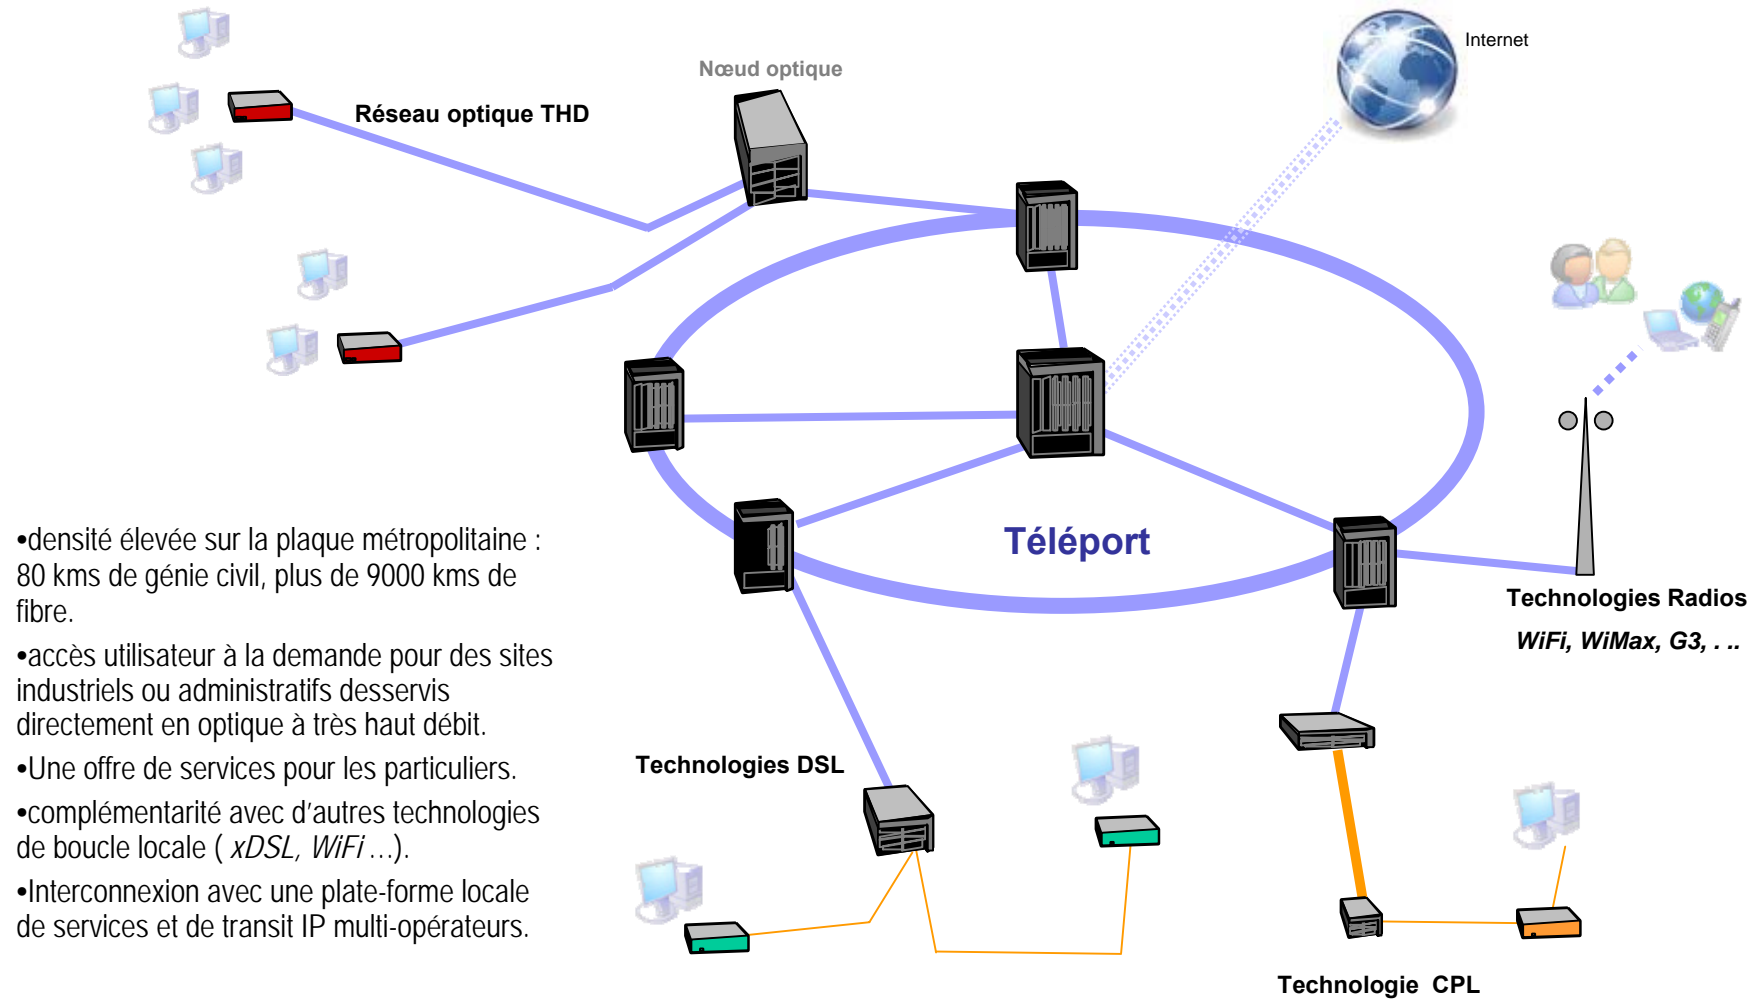 Internet
Nœud optique
Réseau optique THD
Téléport
•densité élevée sur la plaque métropolitaine :
80 kms de génie civil, plus de 9000 kms de
fibre.
•accès utilisateur à la demande pour des sites
industriels ou administratifs desservis
directement en optique à très haut débit.
•Une offre de services pour les particuliers.
•complémentarité avec d'autres technologies
de boucle locale ( xDSL, WiFi …).
•Interconnexion avec une plate-forme locale
de services et de transit IP multi-opérateurs.
Technologies Radios
WiFi, WiMax, G3, . ..
Technologies DSL
Technologie  CPL